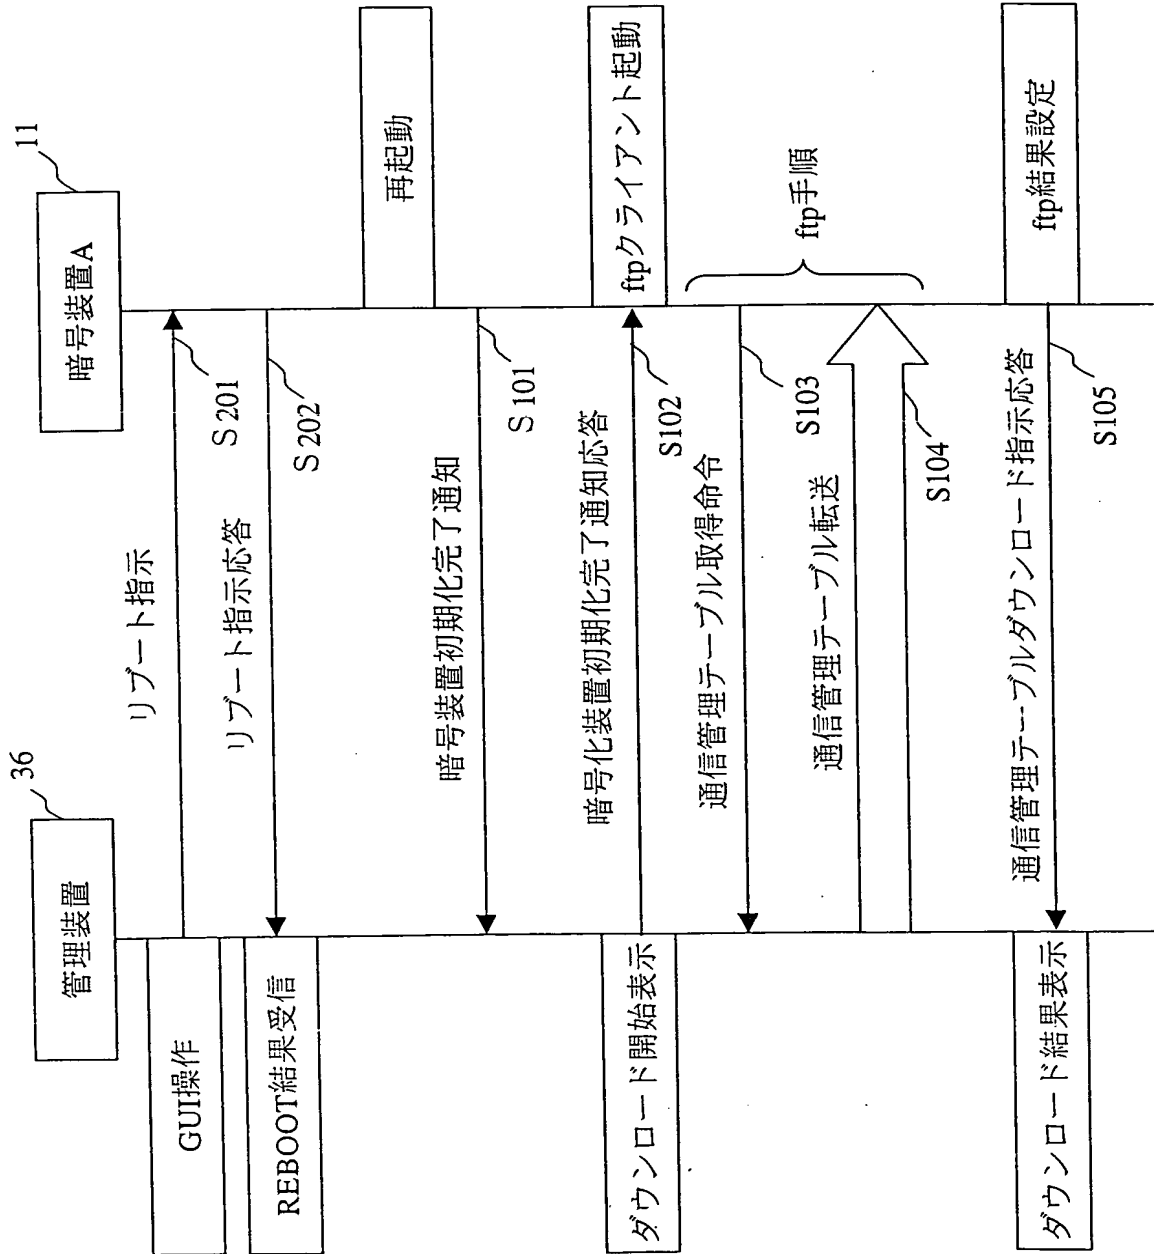 管理装置
36
暗号装置A
11
GUI操作
リブート指示
S201
REBOOT結果受信
リブート指示応答
S202
再起動
暗号装置初期化完了通知
S101
ダウンロード開始表示
暗号化装置初期化完了通知応答
S102
ftpクライアント起動
通信管理テーブル取得命令
S103
通信管理テーブル転送
S104
ftp手順
ダウンロード結果表示
通信管理テーブルダウンロード指示応答
S105
ftp結果設定